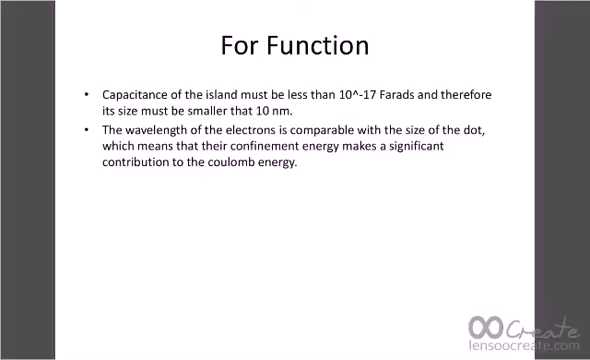 For Function
• Capacitance of the island must be less than 10^-17 Farads and therefore
its size must be smaller that 10 nm.
• The wavelength of the electrons is comparable with the size of the dot,
which means that their confinement energy makes a significant
contribution to the coulomb energy.
Create
lensoocreate.com